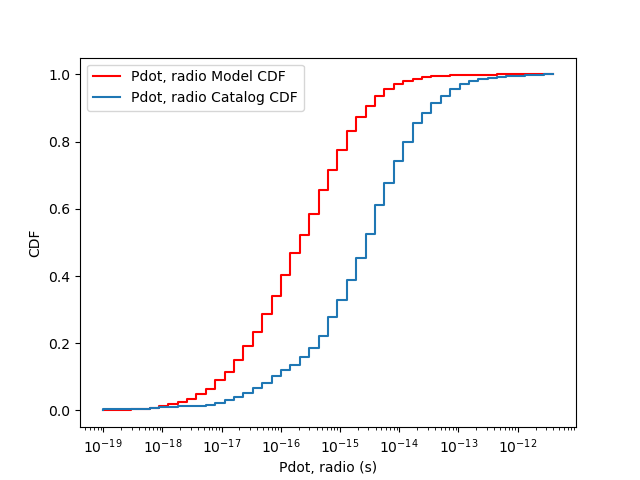 Pdot, radio Model CDF
Pdot, radio Catalog CDF
1.0
0.8
0.6
0.4
0.2
0.0
CDF
10⁻¹⁹ 10⁻¹⁸ 10⁻¹⁷ 10⁻¹⁶ 10⁻¹⁵ 10⁻¹⁴ 10⁻¹³ 10⁻¹²
Pdot, radio (s)